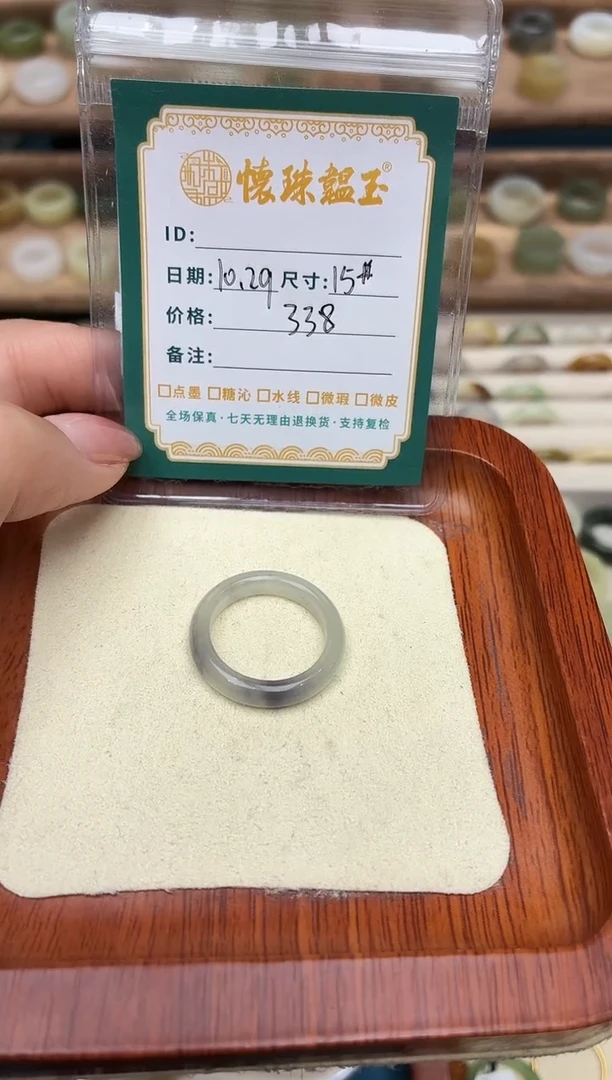 懷珠韞玉®
ID:
日期:10.29 尺寸:15#
价格: 338
备注:
□点墨 □糖沁 □水线 □微瑕 □微皮
全场保真·七天无理由退换货·支持复检